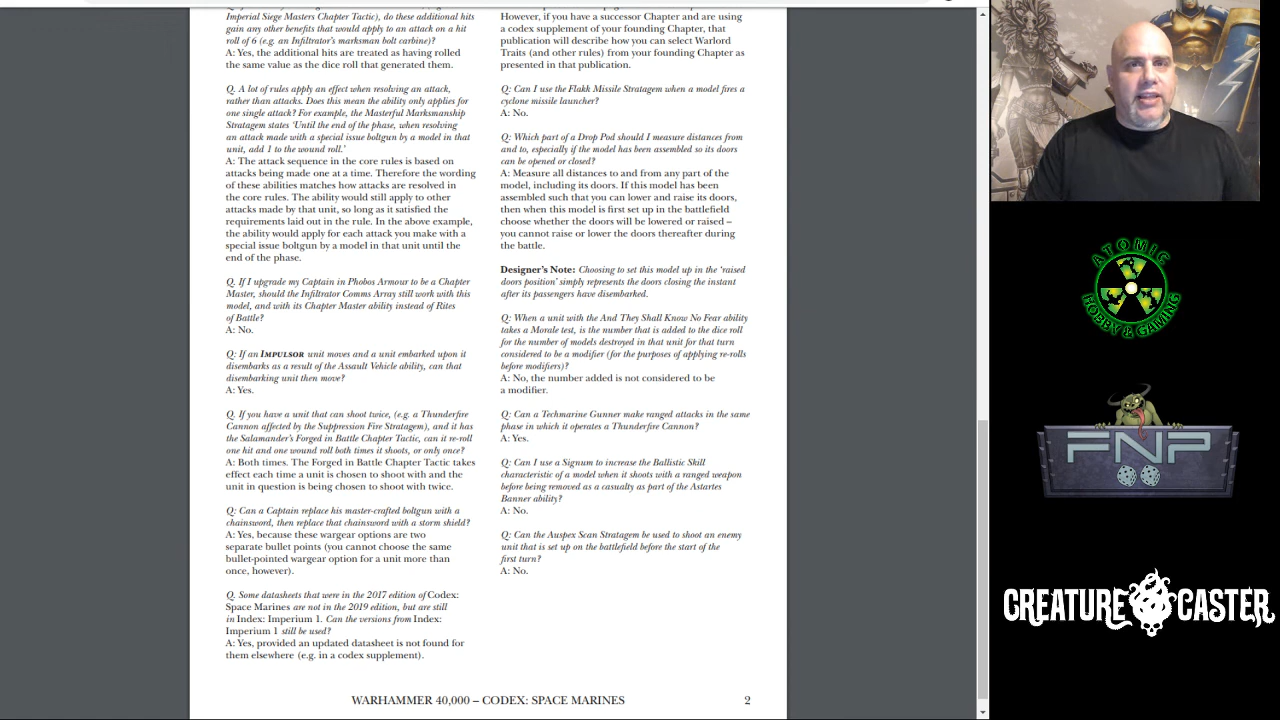 Imperial Siege Masters Chapter Tactic), do these additional hits
gain any other benefits that would apply to an attack on a hit
roll of 6 (e.g. an Infiltrator's marksman bolt carbine)?
A: Yes, the additional hits are treated as having rolled
the same value as the dice roll that generated them.
Q. A lot of rules apply an effect when resolving an attack,
rather than attacks. Does this mean the ability only applies for
one single attack? For example, the Masterful Marksmanship
Stratagem states 'Until the end of the phase, when resolving
an attack made with a special issue boltgun by a model in that
unit, add 1 to the wound roll.'
A: The attack sequence in the core rules is based on
attacks being made one at a time. Therefore the wording
of these abilities matches how attacks are resolved in
the core rules. The ability would still apply to other
attacks made by that unit, so long as it satisfied the
requirements laid out in the rule. In the above example,
the ability would apply for each attack you make with a
special issue boltgun by a model in that unit until the
end of the phase.
Q. If I upgrade my Captain in Phobos Armour to be a Chapter
Master, should the Infiltrator Comms Array still work with this
model, and with its Chapter Master ability instead of Rites
of Battle?
A: No.
Q: If an IMPULSOR unit moves and a unit embarked upon it
disembarks as a result of the Assault Vehicle ability, can that
disembarking unit then move?
A: Yes.
Q. If you have a unit that can shoot twice, (e.g. a Thunderfire
Cannon affected by the Suppression Fire Stratagem), and it has
the Salamander's Forged in Battle Chapter Tactic, can it re-roll
one hit and one wound roll both times it shoots, or only once?
A: Both times. The Forged in Battle Chapter Tactic takes
effect each time a unit is chosen to shoot with and the
unit in question is being chosen to shoot with twice.
Q: Can a Captain replace his master-crafted boltgun with a
chainsword, then replace that chainsword with a storm shield?
A: Yes, because these wargear options are two
separate bullet points (you cannot choose the same
bullet-pointed wargear option for a unit more than
once, however).
Q. Some datasheets that were in the 2017 edition of Codex:
Space Marines are not in the 2019 edition, but are still
in Index: Imperium 1. Can the versions from Index:
Imperium 1 still be used?
A: Yes, provided an updated datasheet is not found for
them elsewhere (e.g. in a codex supplement).
However, if you have a successor Chapter and are using
a codex supplement of your founding Chapter, that
publication will describe how you can select Warlord
Traits (and other rules) from your founding Chapter as
presented in that publication.
Q: Can I use the Flakk Missile Stratagem when a model fires a
cyclone missile launcher?
A: No.
Q: Which part of a Drop Pod should I measure distances from
and to, especially if the model has been assembled so its doors
can be opened or closed?
A: Measure all distances to and from any part of the
model, including its doors. If this model has been
assembled such that you can lower and raise its doors,
then when this model is first set up in the battlefield
choose whether the doors will be lowered or raised –
you cannot raise or lower the doors thereafter during
the battle.
Designer's Note: Choosing to set this model up in the 'raised
doors position' simply represents the doors closing the instant
after its passengers have disembarked.
Q: When a unit with the And They Shall Know No Fear ability
takes a Morale test, is the number that is added to the dice roll
for the number of models destroyed in that unit for that turn
considered to be a modifier (for the purposes of applying re-rolls
before modifiers)?
A: No, the number added is not considered to be
a modifier.
Q: Can a Techmarine Gunner make ranged attacks in the same
phase in which it operates a Thunderfire Cannon?
A: Yes.
Q: Can I use a Signum to increase the Ballistic Skill
characteristic of a model when it shoots with a ranged weapon
before being removed as a casualty as part of the Astartes
Banner ability?
A: No.
Q: Can the Auspex Scan Stratagem be used to shoot an enemy
unit that is set up on the battlefield before the start of the
first turn?
A: No.
WARHAMMER 40,000 – CODEX: SPACE MARINES 2
ATOMIC
HOBBY & GAMING
FNP
CREATURE CASTER